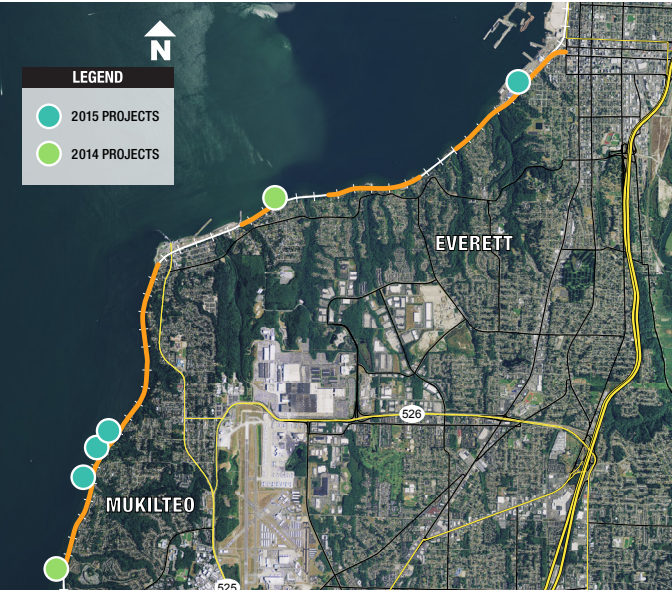 N
LEGEND
2015 PROJECTS
2014 PROJECTS
EVERETT
526
MUKILTEO
525